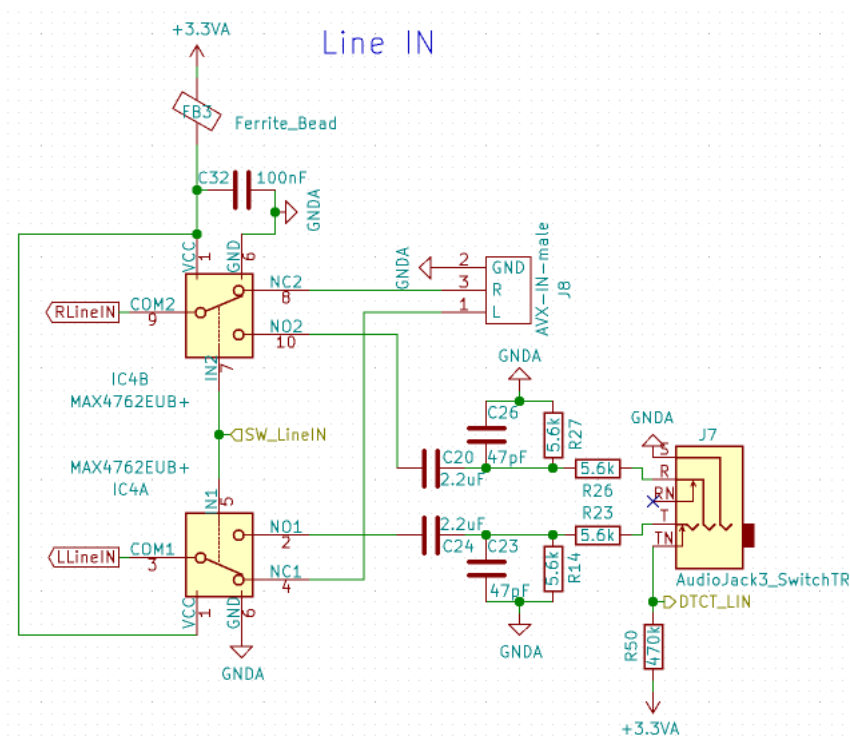 +3.3VA
Line IN
FB3
Ferrite_Bead
C32
100nF
GNDA
VCC
1
GND
6
GNDA
2
GND
3
R
1
L
AVX-IN-male
J8
NC2
8
RLineIN
COM2
9
NO2
10
IN2
7
IC4B
MAX4762EUB+
SW_LineIN
MAX4762EUB+
IC4A
IN1
5
GNDA
C26
47pF
5.6k
R27
C20
2.2uF
5.6k
R26
GNDA
J7
S
R
RN
T
TN
R23
5.6k
2.2uF
C24
C23
47pF
5.6k
R14
GNDA
NO1
2
LLineIN
COM1
3
NC1
4
VCC
1
GND
6
GNDA
AudioJack3_SwitchTR
DTCT_LIN
R50
470k
+3.3VA